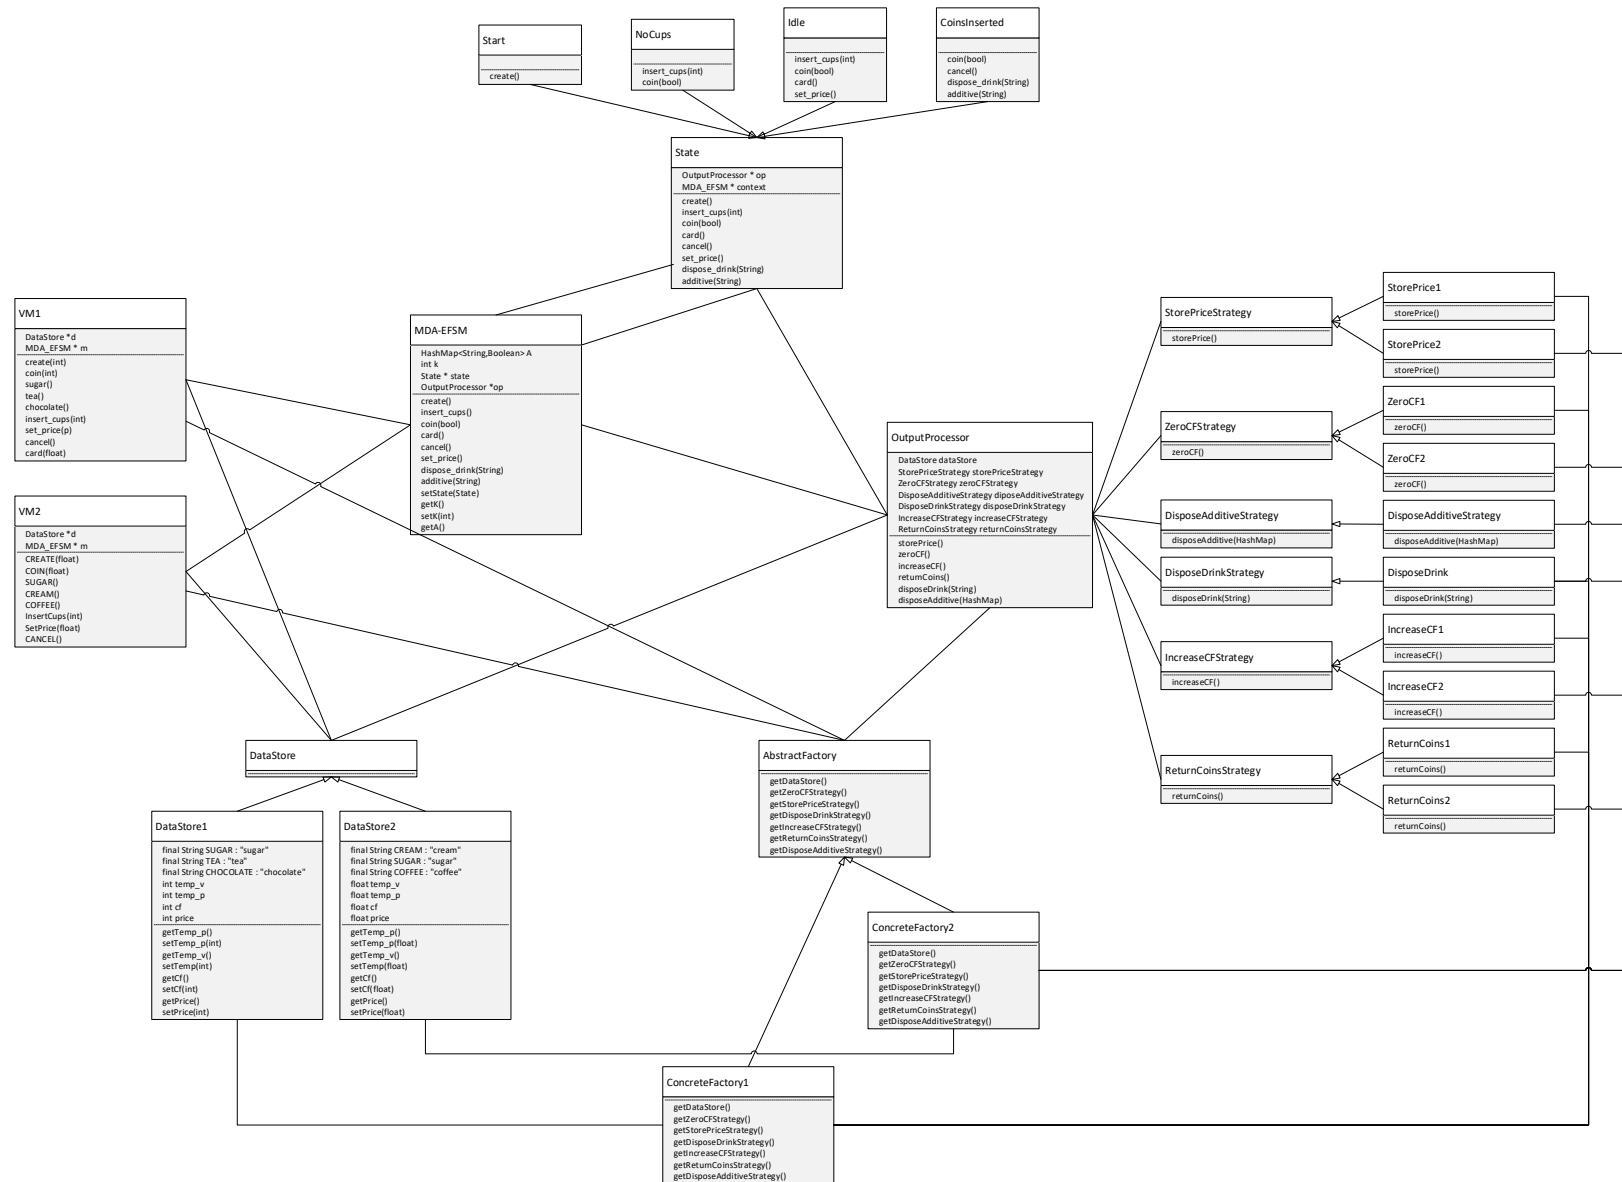 Start
create()
NoCups
insert_cups(int)
coin(bool)
Idle
insert_cups(int)
coin(bool)
card()
set_price()
CoinsInserted
coin(bool)
cancel()
dispose_drink(String)
additive(String)
State
OutputProcessor * op
MDA_EFSM * context
create()
insert_cups(int)
coin(bool)
card()
cancel()
set_price()
dispose_drink(String)
additive(String)
VM1
DataStore *d
MDA_EFSM * m
create(int)
coin(int)
sugar()
tea()
chocolate()
insert_cups(int)
set_price(p)
cancel()
card(float)
MDA-EFSM
HashMap<String,Boolean> A
int k
State * state
OutputProcessor *op
create()
insert_cups()
coin(bool)
card()
cancel()
set_price()
dispose_drink(String)
additive(String)
setState(State)
getK()
setK(int)
getA()
VM2
DataStore *d
MDA_EFSM * m
CREATE(float)
COIN(float)
SUGAR()
CREAM()
COFFEE()
InsertCups(int)
SetPrice(float)
CANCEL()
OutputProcessor
DataStore dataStore
StorePriceStrategy storePriceStrategy
ZeroCFStrategy zeroCFStrategy
DisposeAdditiveStrategy diposeAdditiveStrategy
DisposeDrinkStrategy disposeDrinkStrategy
IncreaseCFStrategy increaseCFStrategy
ReturnCoinsStrategy returnCoinsStrategy
storePrice()
zeroCF()
increaseCF()
returnCoins()
disposeDrink(String)
disposeAdditive(HashMap)
StorePriceStrategy
storePrice()
StorePrice1
storePrice()
StorePrice2
storePrice()
ZeroCFStrategy
zeroCF()
ZeroCF1
zeroCF()
ZeroCF2
zeroCF()
DisposeAdditiveStrategy
disposeAdditive(HashMap)
DisposeAdditiveStrategy
disposeAdditive(HashMap)
DisposeDrinkStrategy
disposeDrink(String)
DisposeDrink
disposeDrink(String)
IncreaseCFStrategy
increaseCF()
IncreaseCF1
increaseCF()
IncreaseCF2
increaseCF()
ReturnCoinsStrategy
returnCoins()
ReturnCoins1
returnCoins()
ReturnCoins2
returnCoins()
DataStore
DataStore1
final String SUGAR : "sugar"
final String TEA : "tea"
final String CHOCOLATE : "chocolate"
int temp_v
int temp_p
int cf
int price
getTemp_p()
setTemp_p(int)
getTemp_v()
setTemp(int)
getCf()
setCf(int)
getPrice()
setPrice(int)
DataStore2
final String CREAM : "cream"
final String SUGAR : "sugar"
final String COFFEE : "coffee"
float temp_v
float temp_p
float cf
float price
getTemp_p()
setTemp_p(float)
getTemp_v()
setTemp(float)
getCf()
setCf(float)
getPrice()
setPrice(float)
AbstractFactory
getDataStore()
getZeroCFStrategy()
getStorePriceStrategy()
getDisposeDrinkStrategy()
getIncreaseCFStrategy()
getReturnCoinsStrategy()
getDisposeAdditiveStrategy()
ConcreteFactory2
getDataStore()
getZeroCFStrategy()
getStorePriceStrategy()
getDisposeDrinkStrategy()
getIncreaseCFStrategy()
getReturnCoinsStrategy()
getDisposeAdditiveStrategy()
ConcreteFactory1
getDataStore()
getZeroCFStrategy()
getStorePriceStrategy()
getDisposeDrinkStrategy()
getIncreaseCFStrategy()
getReturnCoinsStrategy()
getDisposeAdditiveStrategy()